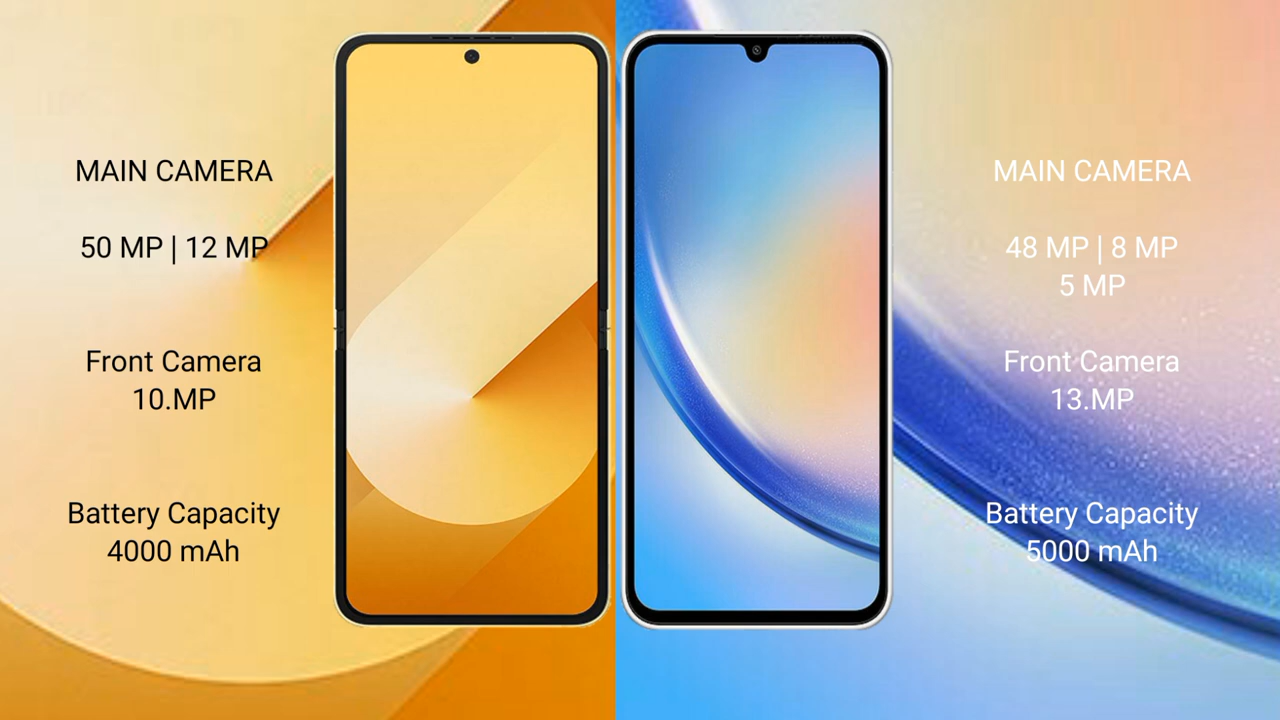 MAIN CAMERA
50 MP | 12 MP
Front Camera
10.MP
Battery Capacity
4000 mAh
MAIN CAMERA
48 MP | 8 MP
5 MP
Front Camera
13.MP
Battery Capacity
5000 mAh